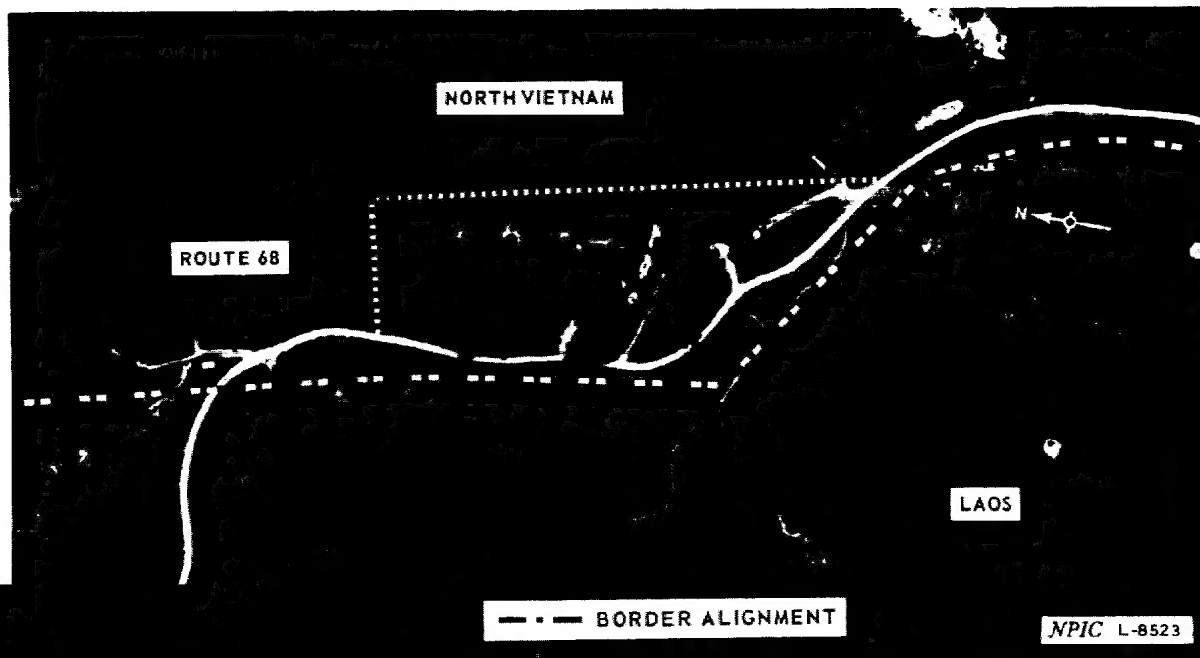 NORTH VIETNAM
N
ROUTE 68
LAOS
BORDER ALIGNMENT
NPIC L-8523